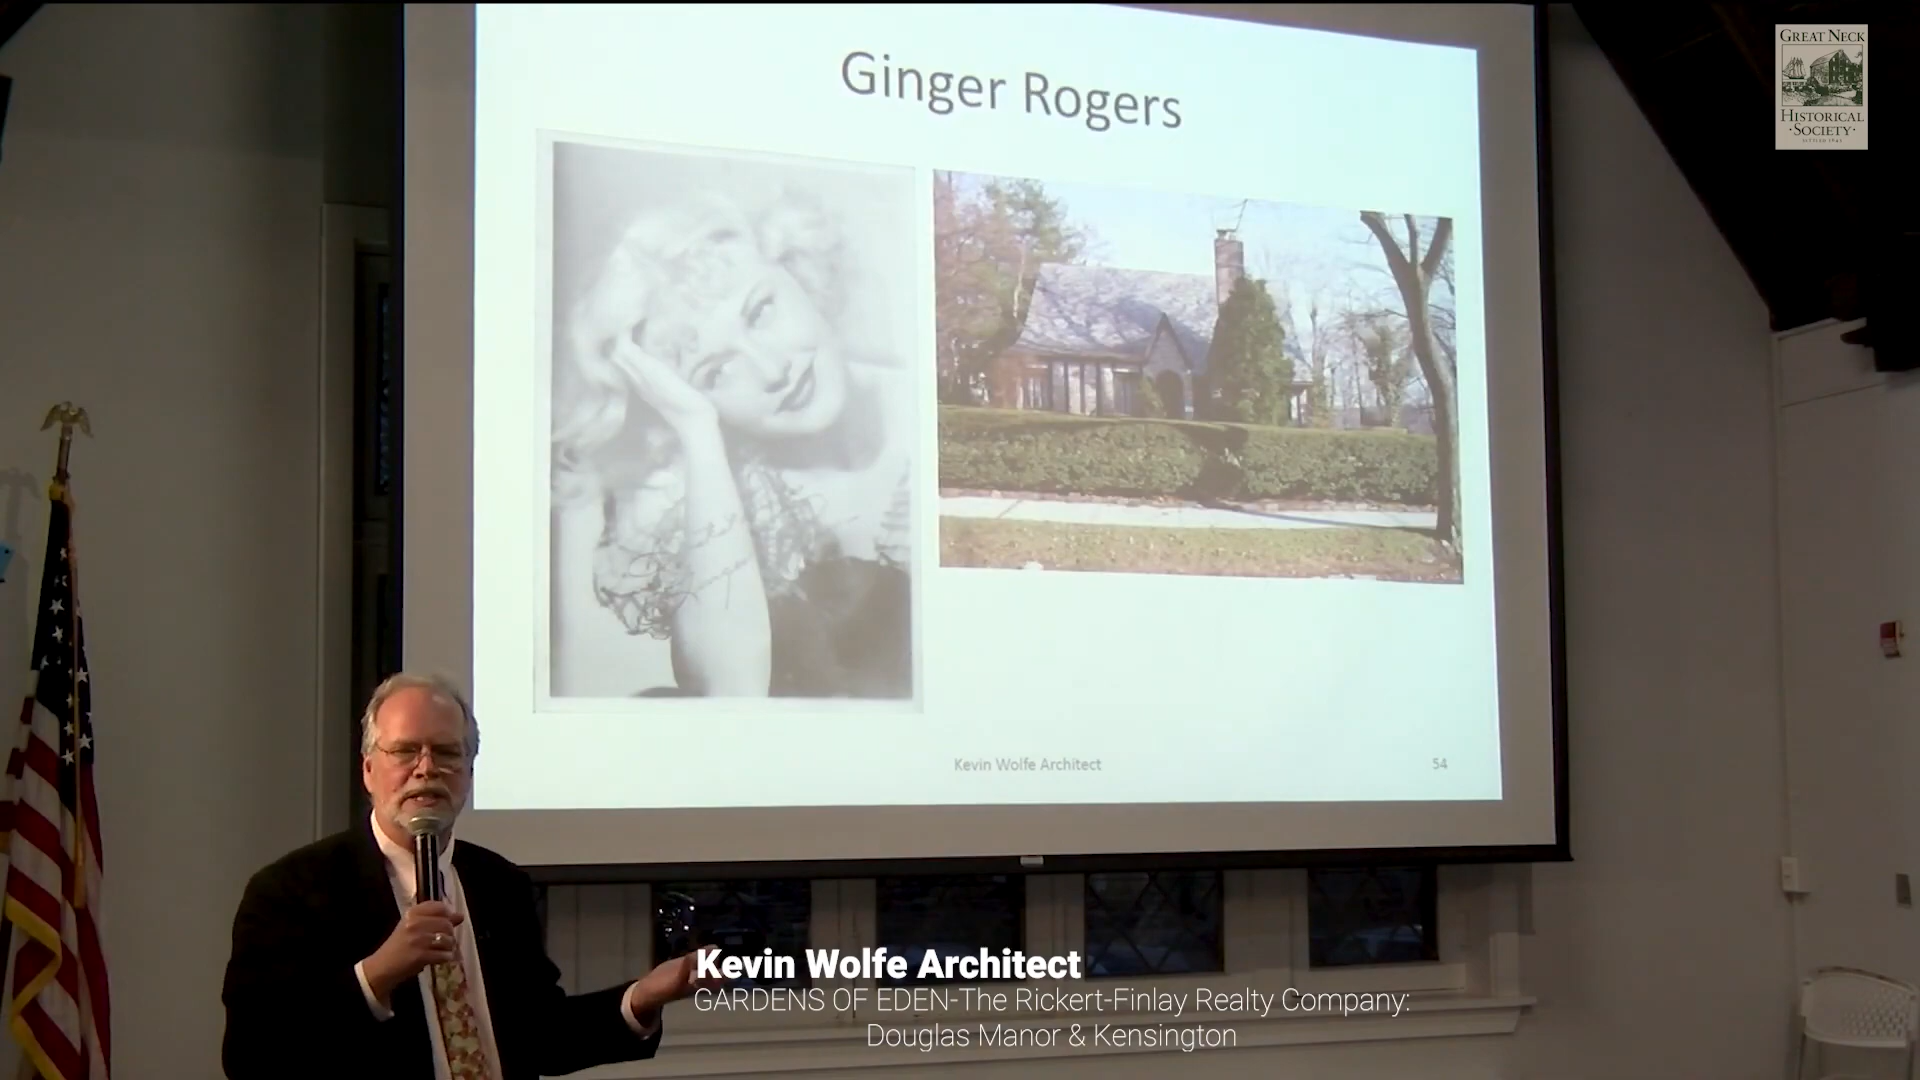 Ginger Rogers
GREAT NECK
HISTORICAL
·SOCIETY·
Kevin Wolfe Architect
54
Kevin Wolfe Architect
GARDENS OF EDEN-The Rickert-Finlay Realty Company:
Douglas Manor & Kensington